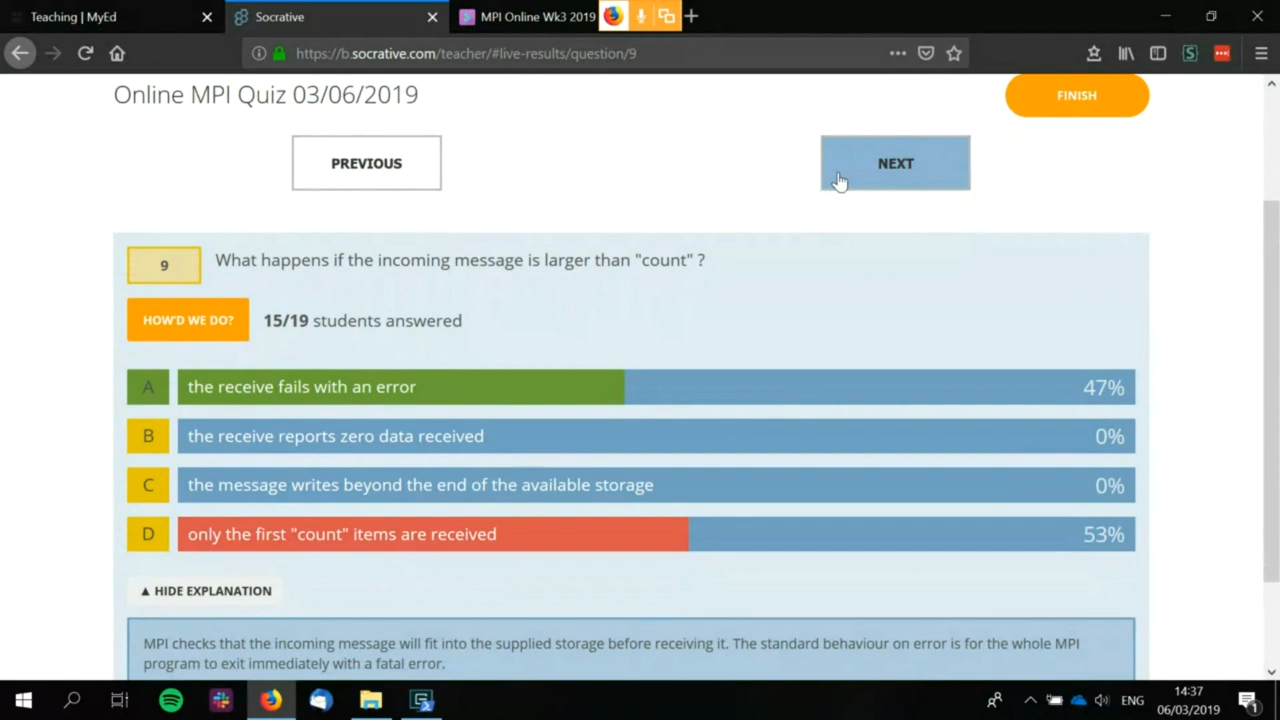 Teaching | MyEd
Socrative
MPI Online Wk3 2019
https://b.socrative.com/teacher/#live-results/question/9
Online MPI Quiz 03/06/2019
FINISH
PREVIOUS
NEXT
9
What happens if the incoming message is larger than "count" ?
HOW'D WE DO?
15/19 students answered
A
the receive fails with an error
47%
B
the receive reports zero data received
0%
C
the message writes beyond the end of the available storage
0%
D
only the first "count" items are received
53%
▲ HIDE EXPLANATION
MPI checks that the incoming message will fit into the supplied storage before receiving it. The standard behaviour on error is for the whole MPI
program to exit immediately with a fatal error.
ENG
14:37
06/03/2019
1